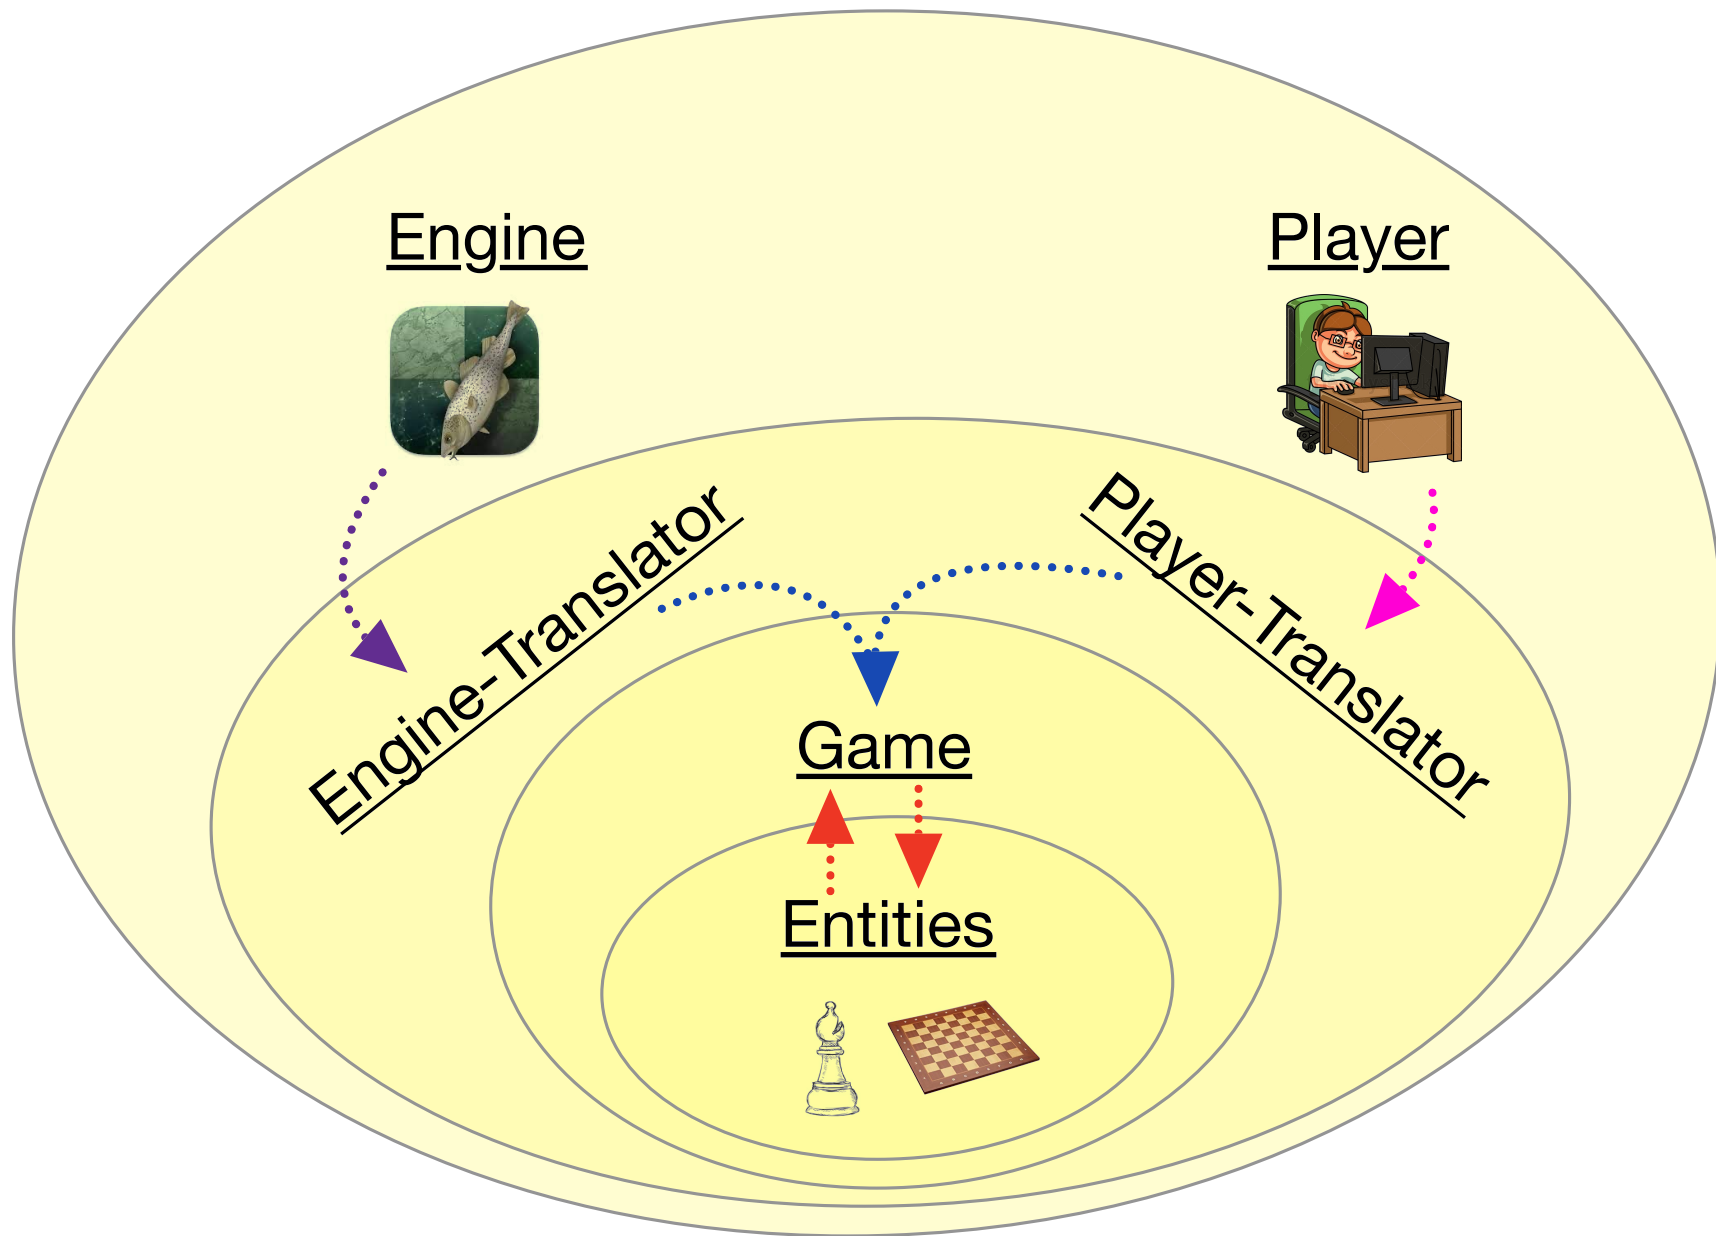 Engine
Player
Engine-Translator
Player-Translator
Game
Entities